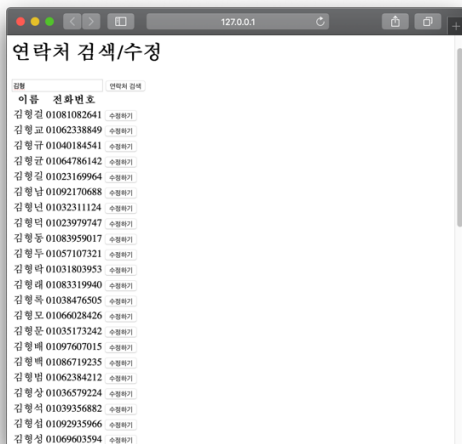 127.0.0.1
연락처 검색/수정
김형 연락처 검색
이름 전화번호
김형걸 01081082641 수정하기
김형교 01062338849 수정하기
김형규 01040184541 수정하기
김형균 01064786142 수정하기
김형길 01023169964 수정하기
김형남 01092170688 수정하기
김형년 01032311124 수정하기
김형덕 01023979747 수정하기
김형동 01083959017 수정하기
김형두 01057107321 수정하기
김형락 01031803953 수정하기
김형래 01083319940 수정하기
김형록 01038476505 수정하기
김형모 01066028426 수정하기
김형문 01035173242 수정하기
김형배 01097607015 수정하기
김형백 01086719235 수정하기
김형범 01062384212 수정하기
김형상 01036579224 수정하기
김형석 01039356882 수정하기
김형섭 01092935966 수정하기
김형성 01069603594 수정하기